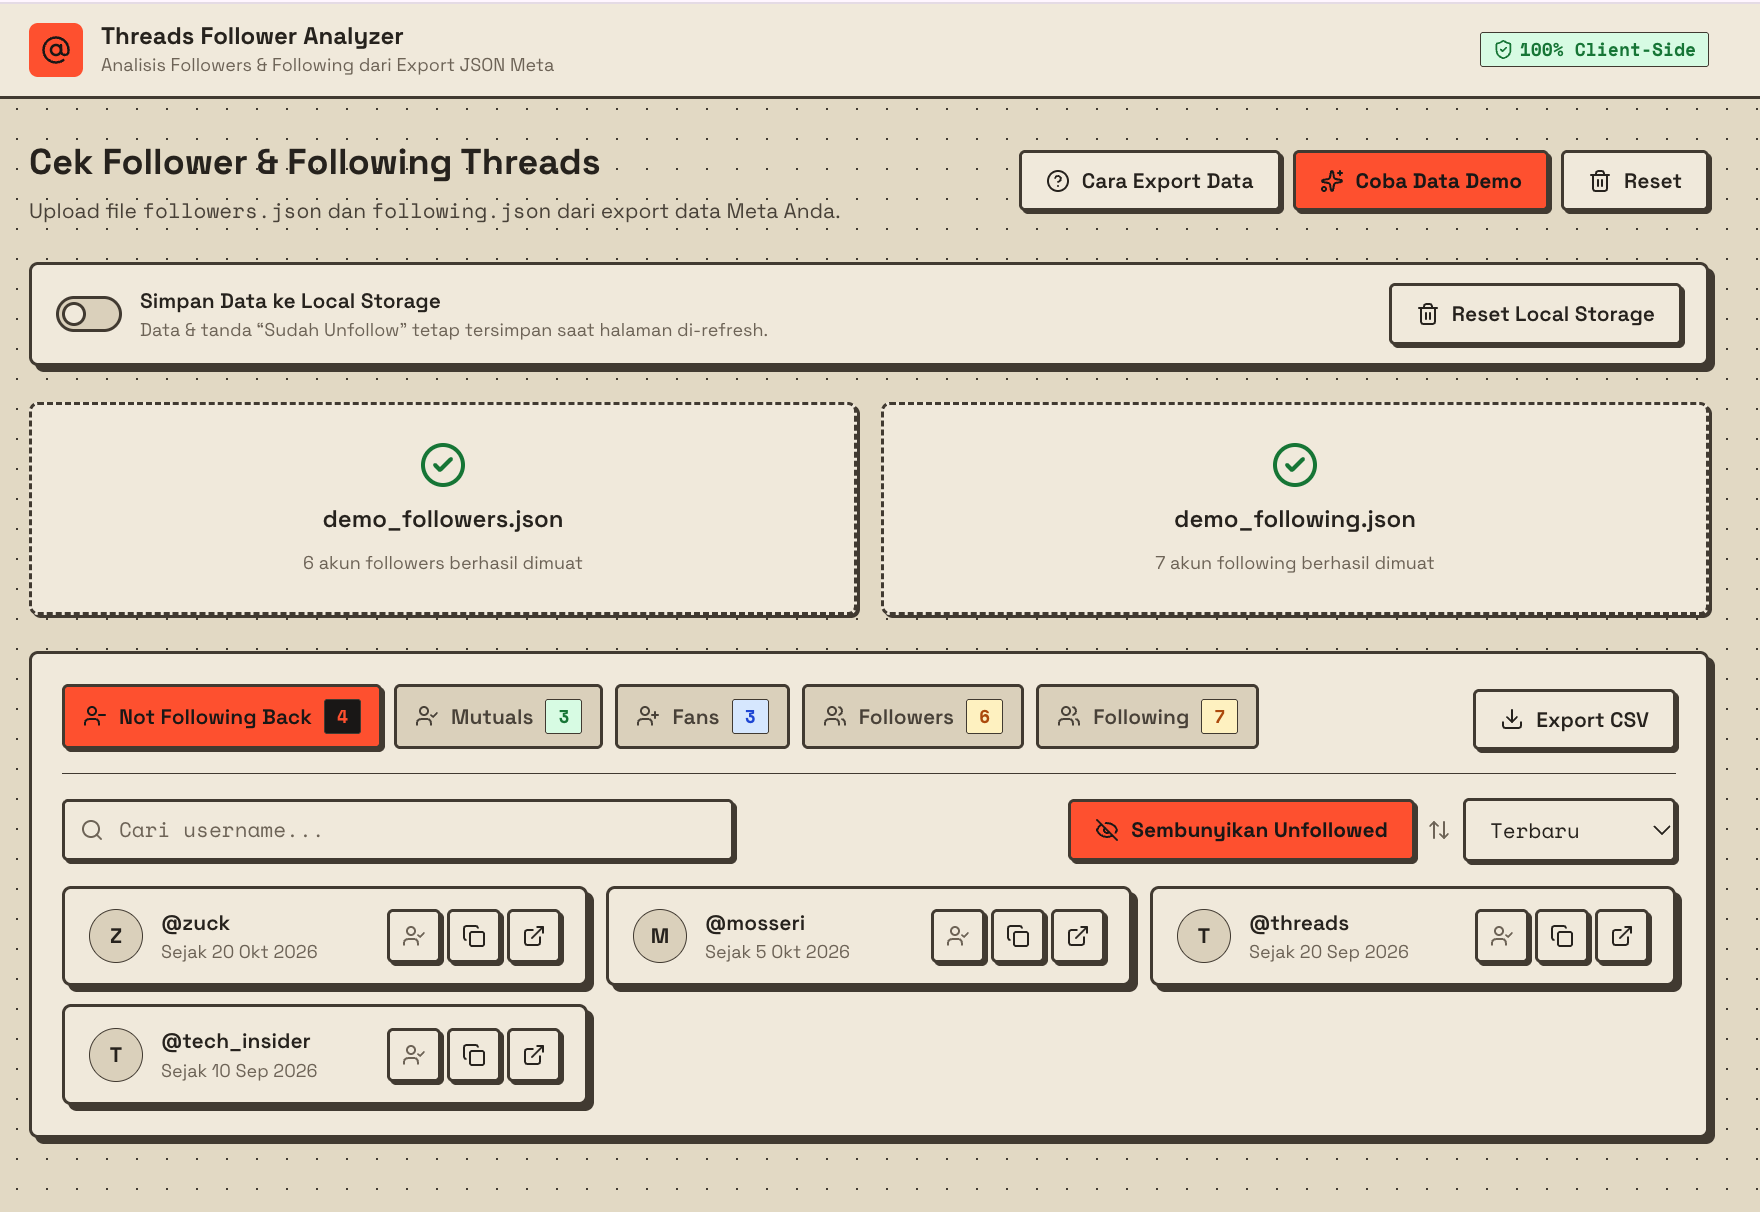 @
Threads Follower Analyzer
Analisis Followers & Following dari Export JSON Meta
100% Client-Side
Cek Follower & Following Threads
Upload file followers.json dan following.json dari export data Meta Anda.
Cara Export Data
Coba Data Demo
Reset
Simpan Data ke Local Storage
Data & tanda “Sudah Unfollow” tetap tersimpan saat halaman di-refresh.
Reset Local Storage
demo_followers.json
6 akun followers berhasil dimuat
demo_following.json
7 akun following berhasil dimuat
Not Following Back 4
Mutuals 3
Fans 3
Followers 6
Following 7
Export CSV
Cari username...
Sembunyikan Unfollowed
Terbaru
Z
@zuck
Sejak 20 Okt 2026
M
@mosseri
Sejak 5 Okt 2026
T
@threads
Sejak 20 Sep 2026
T
@tech_insider
Sejak 10 Sep 2026